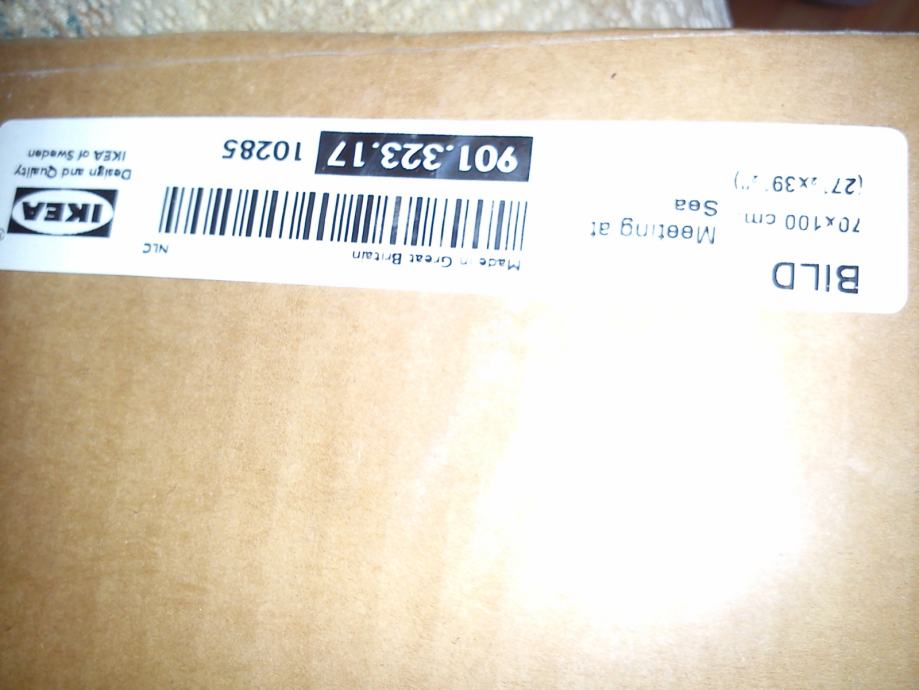 BILD
70x100 cm
Meeting at
Sea
Made in Great Britain
NLC
901.323.17
10285
IKEA
®
Design and Quality
IKEA of Sweden